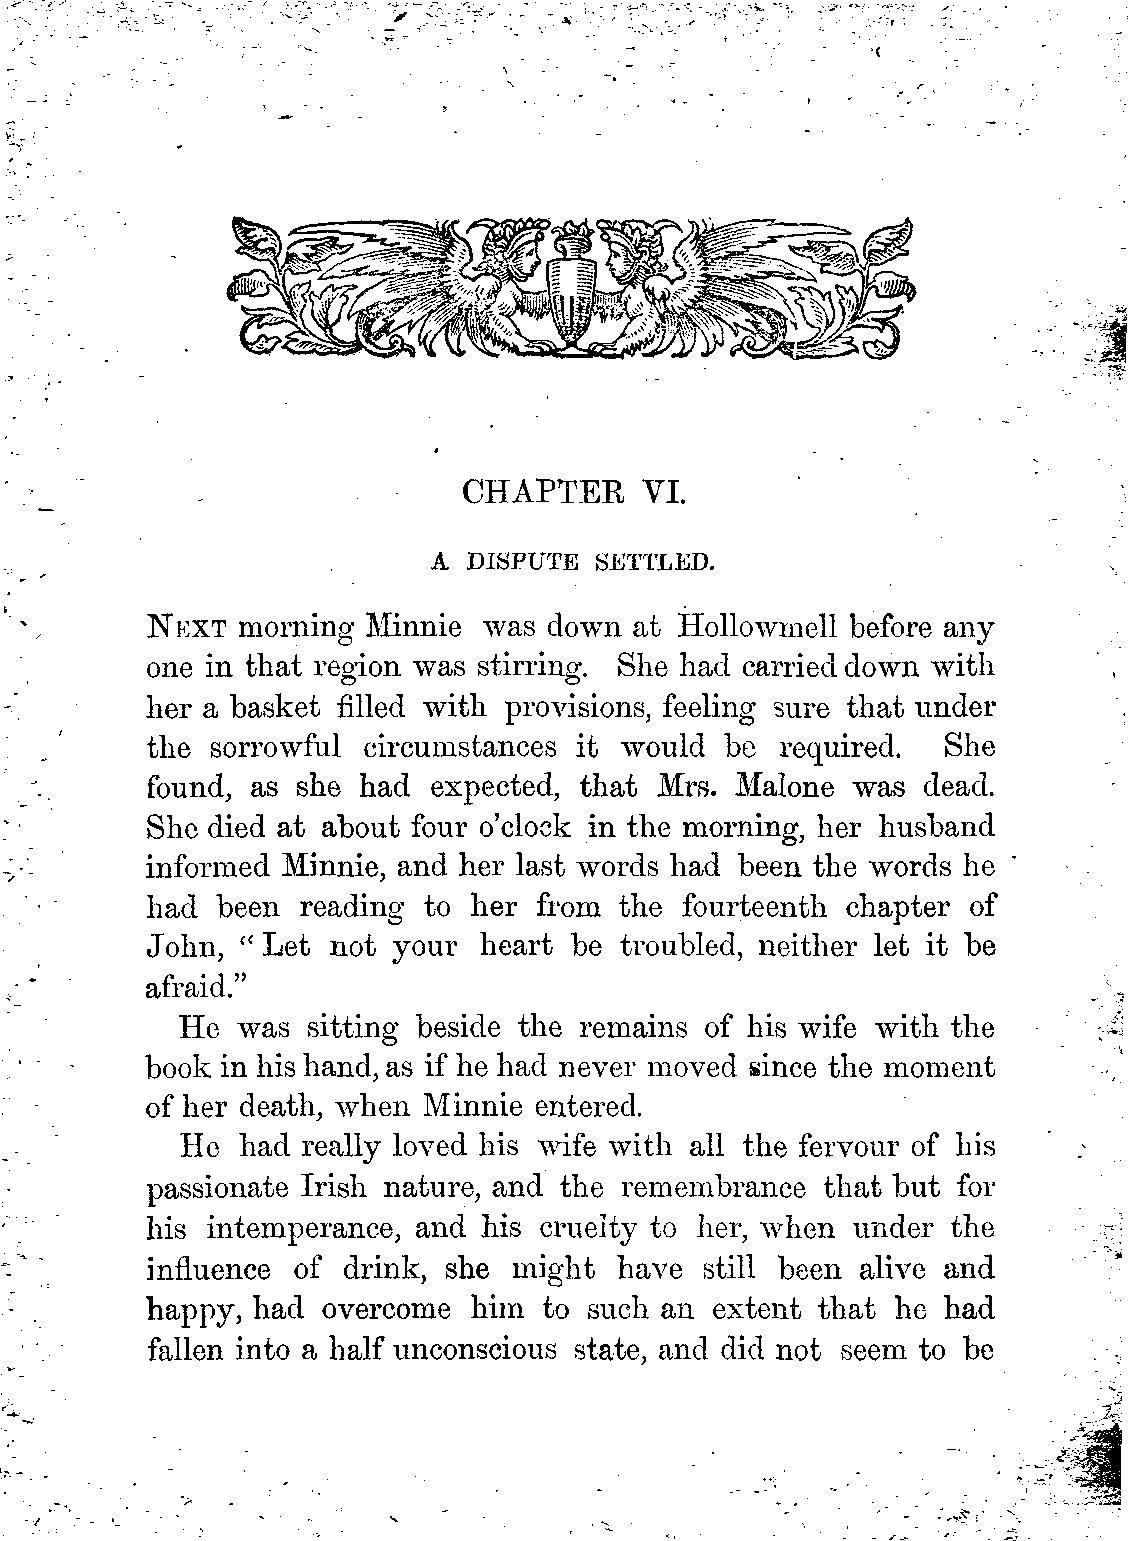 CHAPTER VI.
A DISPUTE SETTLED.
NEXT morning Minnie was down at Hollowmell before any
one in that region was stirring. She had carried down with
her a basket filled with provisions, feeling sure that under
the sorrowful circumstances it would be required. She
found, as she had expected, that Mrs. Malone was dead.
She died at about four o'clock in the morning, her husband
informed Minnie, and her last words had been the words he
had been reading to her from the fourteenth chapter of
John, “Let not your heart be troubled, neither let it be
afraid.”
He was sitting beside the remains of his wife with the
book in his hand, as if he had never moved since the moment
of her death, when Minnie entered.
He had really loved his wife with all the fervour of his
passionate Irish nature, and the remembrance that but for
his intemperance, and his cruelty to her, when under the
influence of drink, she might have still been alive and
happy, had overcome him to such an extent that he had
fallen into a half unconscious state, and did not seem to be